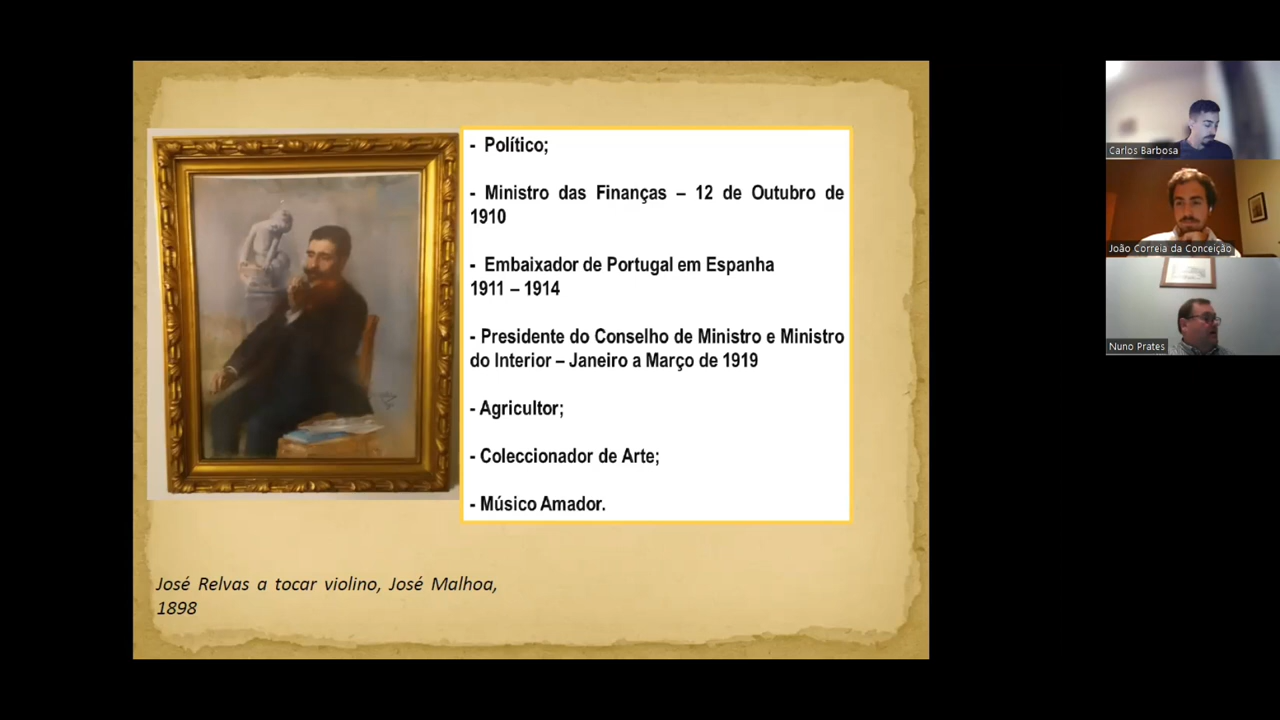 - Político;
- Ministro das Finanças – 12 de Outubro de
1910
- Embaixador de Portugal em Espanha
1911 – 1914
- Presidente do Conselho de Ministro e Ministro
do Interior – Janeiro a Março de 1919
- Agricultor;
- Coleccionador de Arte;
- Músico Amador.
José Relvas a tocar violino, José Malhoa,
1898
Carlos Barbosa
João Correia da Conceição
Nuno Prates